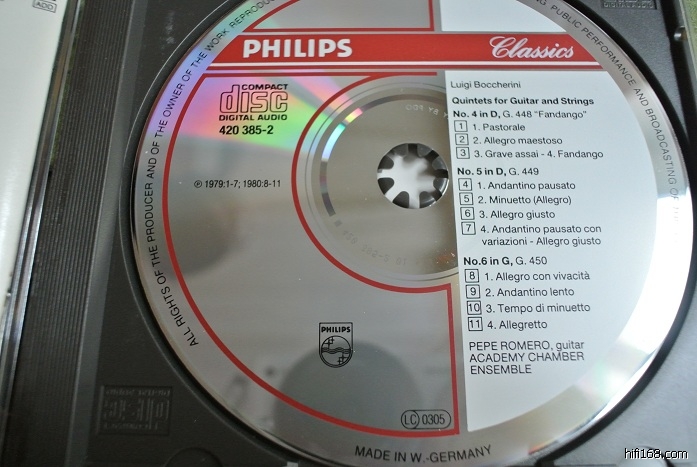 ADD
ALL RIGHTS OF THE PRODUCER AND OF THE OWNER OF THE WORK REPRODUCED
PUBLIC PERFORMANCE AND BROADCASTING OF
PHILIPS Classics
COMPACT
disc
DIGITAL AUDIO
420 385-2
℗ 1979:1-7; 1980:8-11
Luigi Boccherini
Quintets for Guitar and Strings
No. 4 in D, G. 448 "Fandango"
1 1. Pastorale
2 2. Allegro maestoso
3 3. Grave assai - 4. Fandango
No. 5 in D, G. 449
4 1. Andantino pausato
5 2. Minuetto (Allegro)
6 3. Allegro giusto
7 4. Andantino pausato con
variazioni - Allegro giusto
No.6 in G, G. 450
8 1. Allegro con vivacità
9 2. Andantino lento
10 3. Tempo di minuetto
11 4. Allegretto
PEPE ROMERO, guitar
ACADEMY CHAMBER
ENSEMBLE
PHILIPS
LC 0305
MADE IN W.-GERMANY
hifi168.com